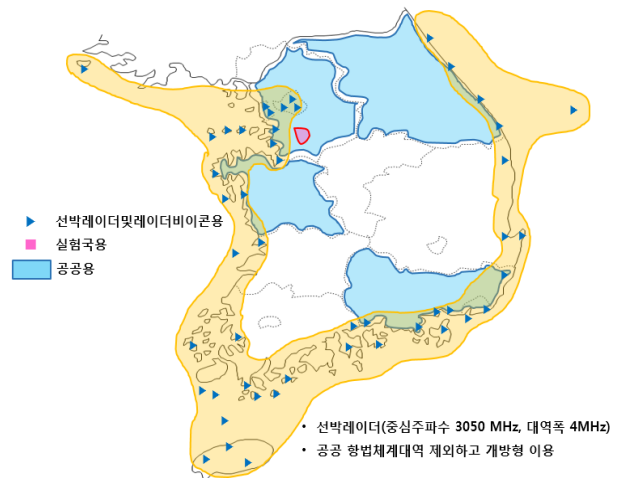 선박레이더및레이더비이콘용
실험국용
공공용
• 선박레이더(중심주파수 3050 MHz, 대역폭 4MHz)
• 공공 항법체계대역 제외하고 개방형 이용